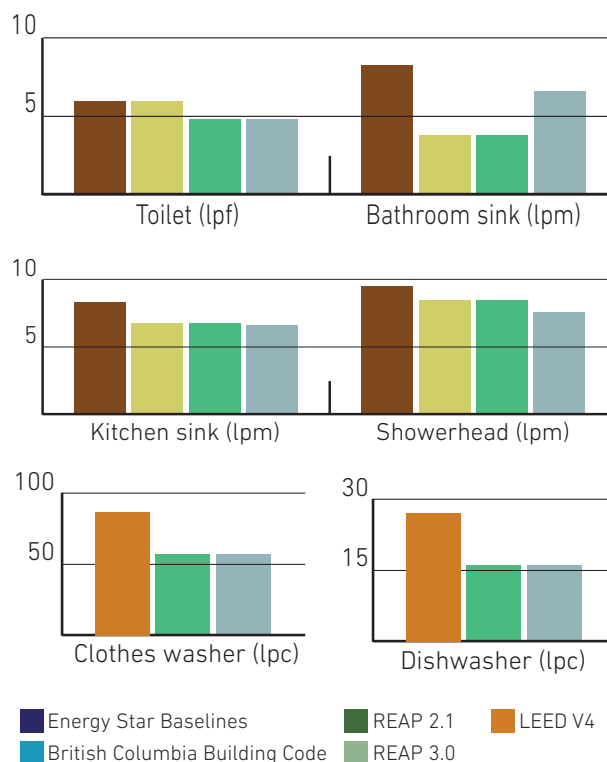 10
5
Toilet (lpf) Bathroom sink (lpm)
10
5
Kitchen sink (lpm) Showerhead (lpm)
100
50
Clothes washer (lpc)
30
15
Dishwasher (lpc)
Energy Star Baselines REAP 2.1 LEED V4
British Columbia Building Code REAP 3.0